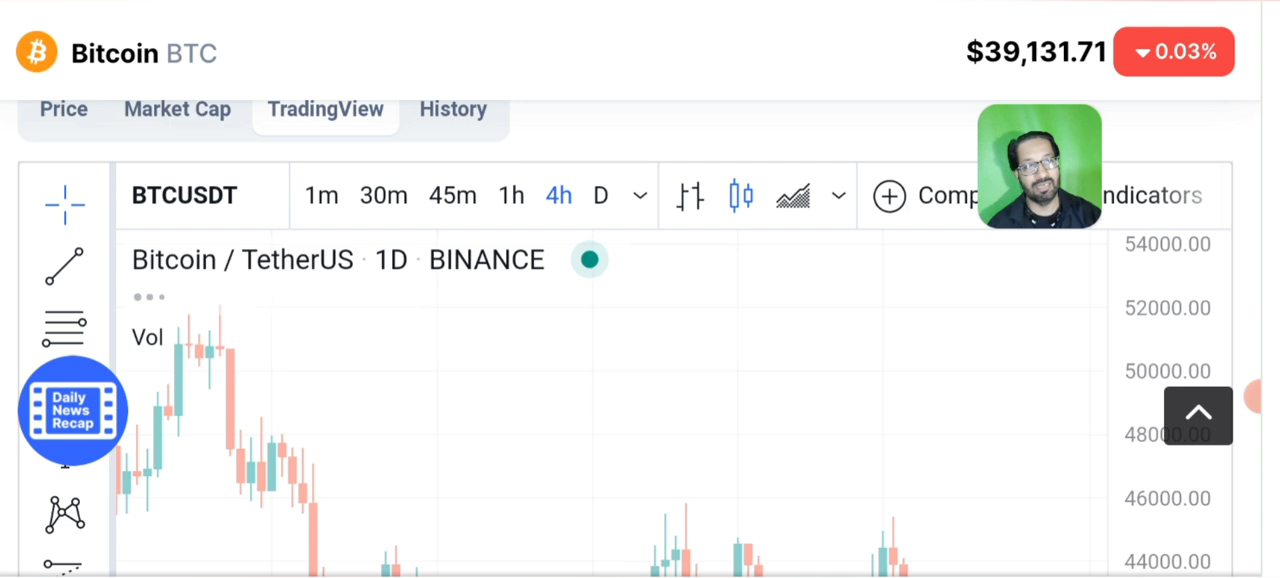 Bitcoin BTC
$39,131.71 0.03%
Price Market Cap TradingView History
BTCUSDT 1m 30m 45m 1h 4h D Comp ndicators
Bitcoin / TetherUS · 1D · BINANCE
Vol
Daily
News
Recap
54000.00
52000.00
50000.00
48000.00
46000.00
44000.00